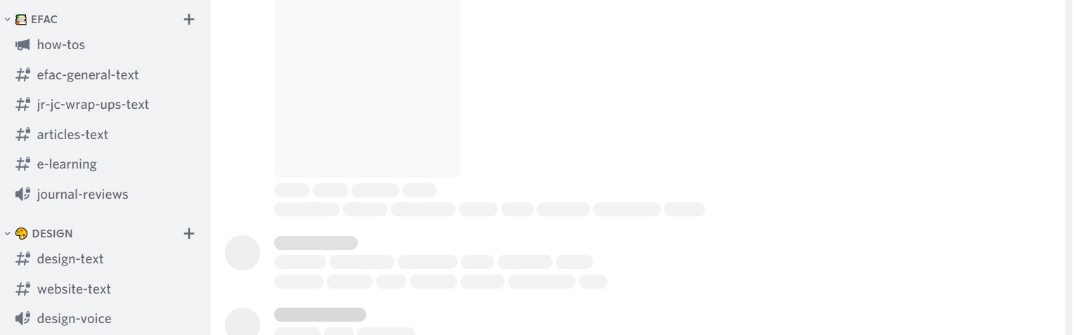 EFAC
how-tos
efac-general-text
jr-jc-wrap-ups-text
articles-text
e-learning
journal-reviews
DESIGN
design-text
website-text
design-voice